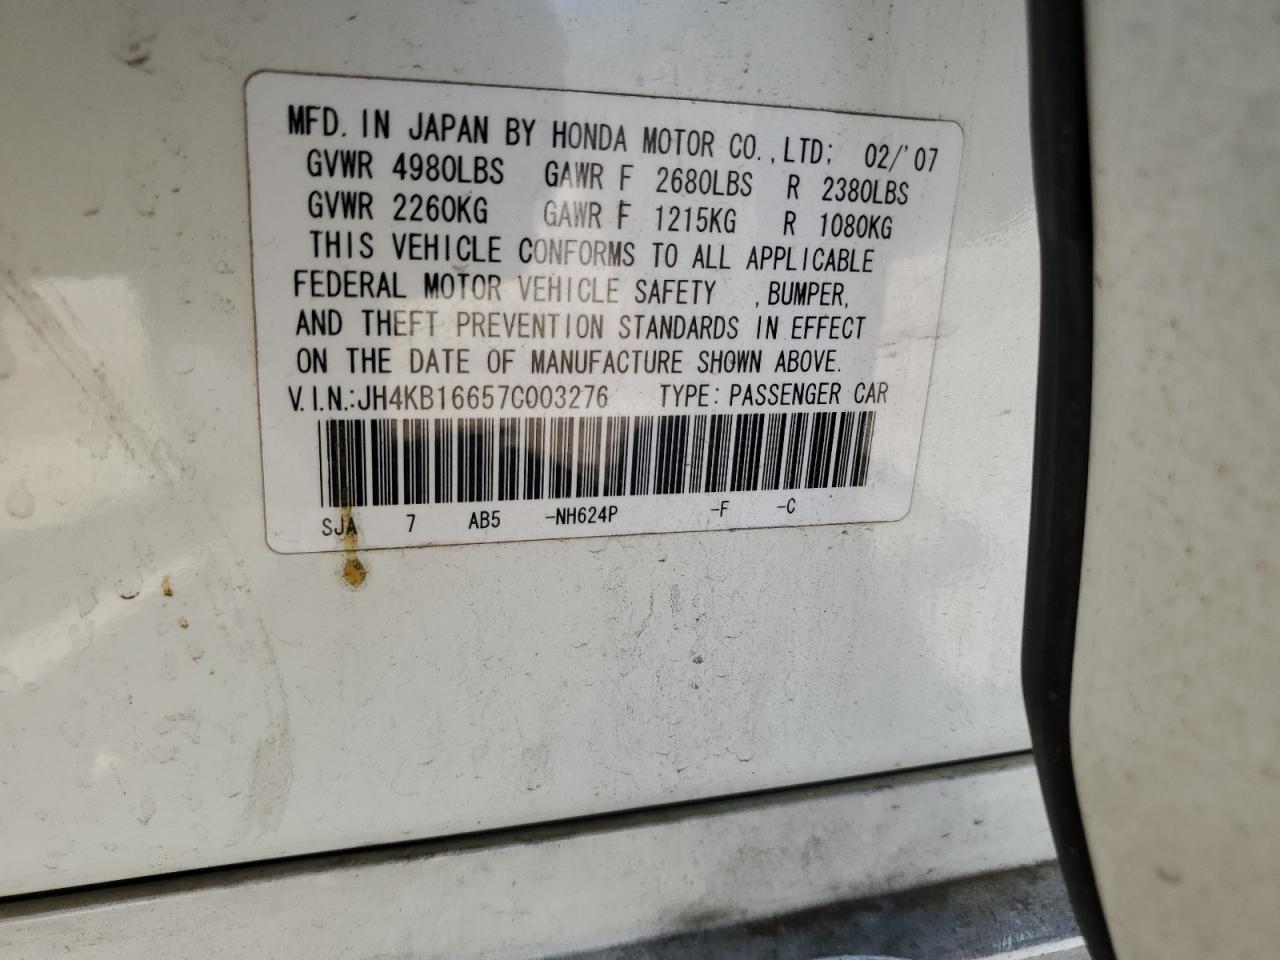 MFD. IN JAPAN BY HONDA MOTOR CO., LTD; 02/'07
GVWR 4980LBS GAWR F 2680LBS R 2380LBS
GVWR 2260KG GAWR F 1215KG R 1080KG
THIS VEHICLE CONFORMS TO ALL APPLICABLE
FEDERAL MOTOR VEHICLE SAFETY , BUMPER,
AND THEFT PREVENTION STANDARDS IN EFFECT
ON THE DATE OF MANUFACTURE SHOWN ABOVE.
V.I.N.:JH4KB16657C003276 TYPE: PASSENGER CAR
SJA 7 AB5 -NH624P -F -C